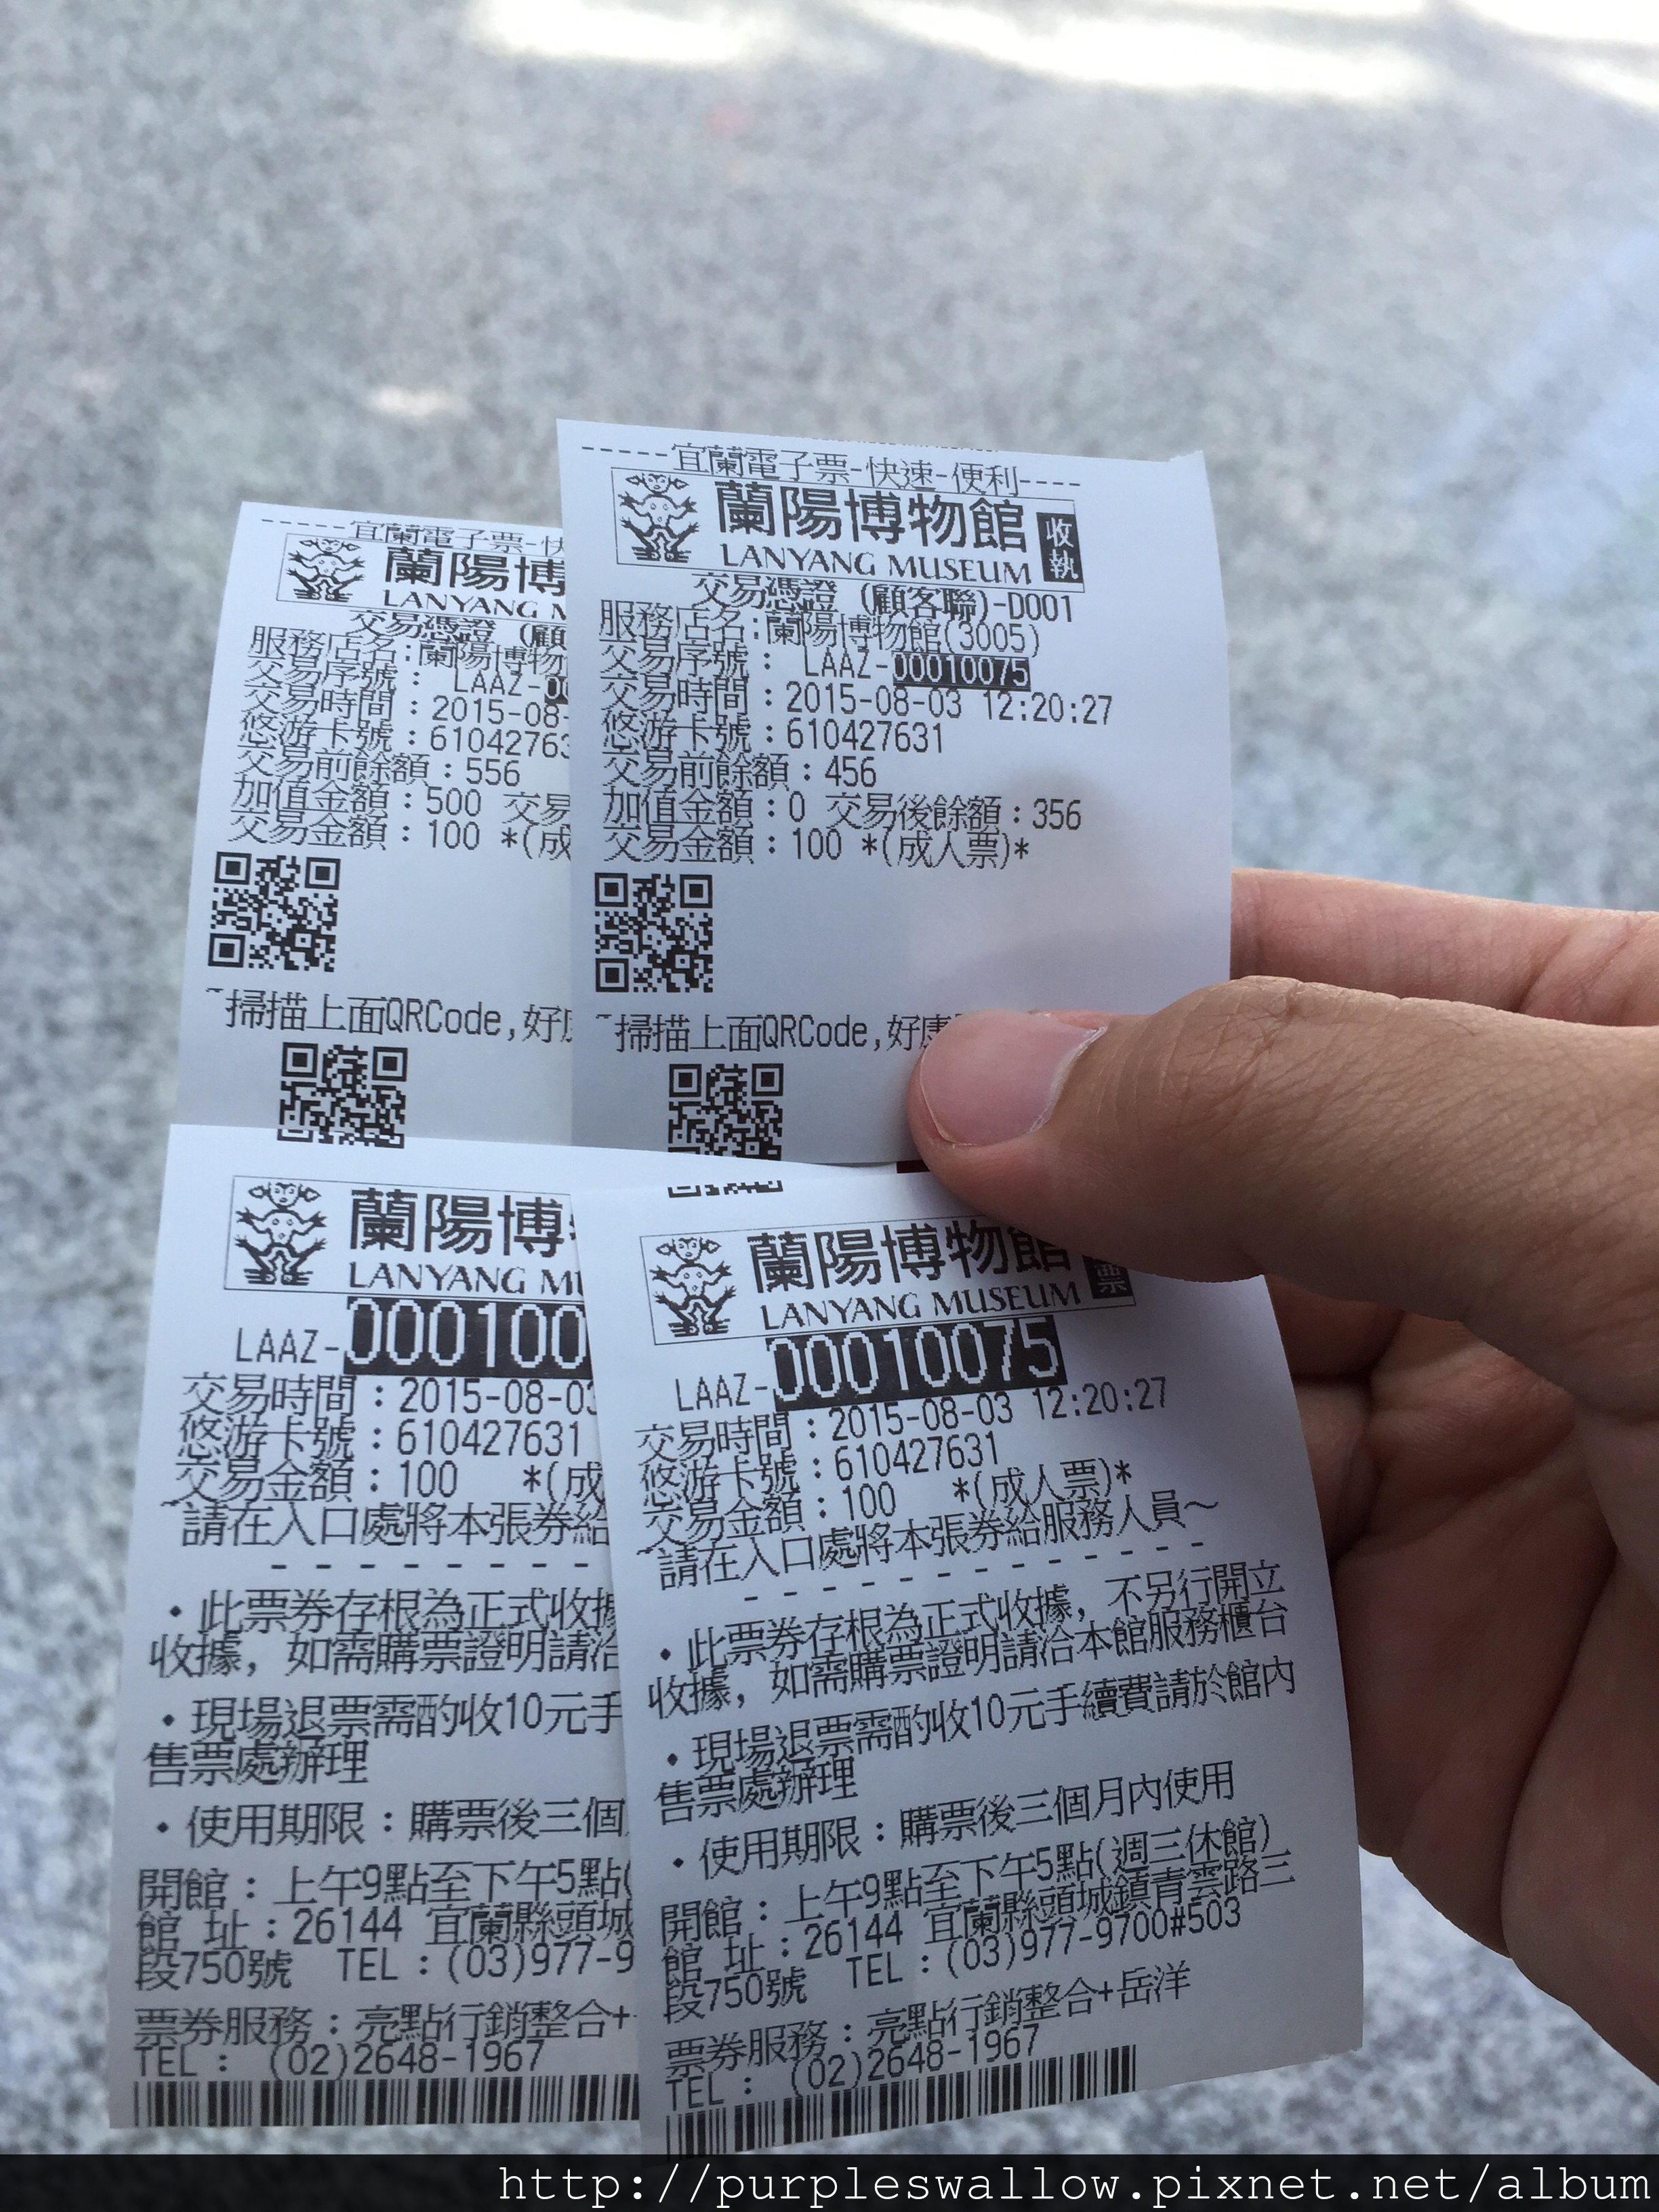 -----宜蘭電子票-快
蘭陽博
LANYANG M
交易憑證 (顧
服務店名:蘭陽博物
交易序號： LAAZ-00
交易時間：2015-08-
悠游卡號：61042763
交易前餘額：556
加值金額：500 交易
交易金額：100 *(成
~掃描上面QRCode,好
-----宜蘭電子票-快速-便利----
蘭陽博物館 收執
LANYANG MUSEUM
交易憑證 (顧客聯)-D001
服務店名:蘭陽博物館(3005)
交易序號： LAAZ-00010075
交易時間：2015-08-03 12:20:27
悠游卡號：610427631
交易前餘額：456
加值金額：0 交易後餘額：356
交易金額：100 *(成人票)*
~掃描上面QRCode,好康
蘭陽博
LANYANG MU
LAAZ-000100
交易時間：2015-08-03
悠游卡號：610427631
交易金額：100 *(成
~請在入口處將本張券給
- - - - - - - - -
・此票券存根為正式收據
收據，如需購票證明請洽
・現場退票需酌收10元手
售票處辦理
・使用期限：購票後三個
開館：上午9點至下午5點(
館 址：26144 宜蘭縣頭城
段750號 TEL：(03)977-9
票券服務：亮點行銷整合+
TEL： (02)2648-1967
蘭陽博物館 票
LANYANG MUSEUM
LAAZ-00010075
交易時間：2015-08-03 12:20:27
悠游卡號：610427631
交易金額：100 *(成人票)*
~請在入口處將本張券給服務人員～
- - - - - - - - - - - - -
・此票券存根為正式收據，不另行開立
收據，如需購票證明請洽本館服務櫃台
・現場退票需酌收10元手續費請於館內
售票處辦理
・使用期限：購票後三個月內使用
開館：上午9點至下午5點(週三休館)
館 址：26144 宜蘭縣頭城鎮青雲路三
段750號 TEL：(03)977-9700#503
票券服務：亮點行銷整合+岳洋
TEL： (02)2648-1967
http://purpleswallow.pixnet.net/album